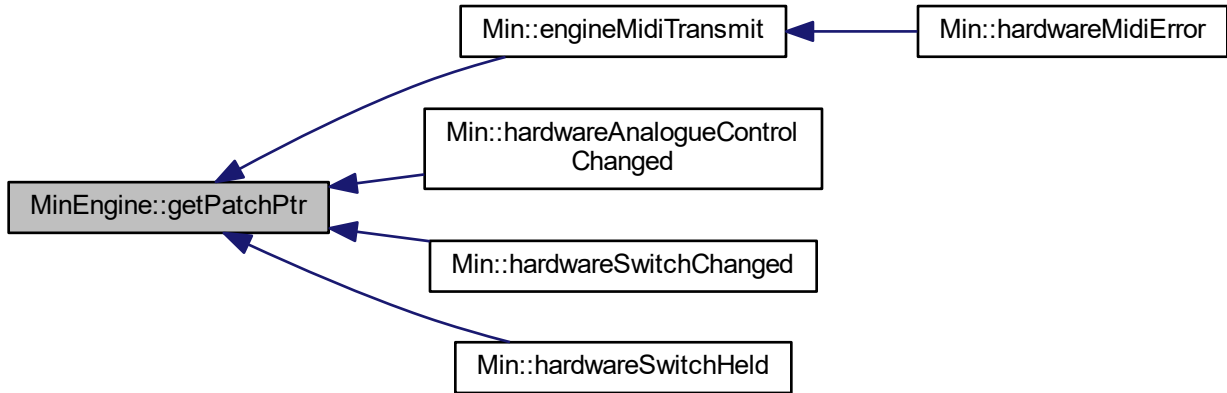 Min::engineMidiTransmit
Min::hardwareMidiError
Min::hardwareAnalogueControl
Changed
MinEngine::getPatchPtr
Min::hardwareSwitchChanged
Min::hardwareSwitchHeld